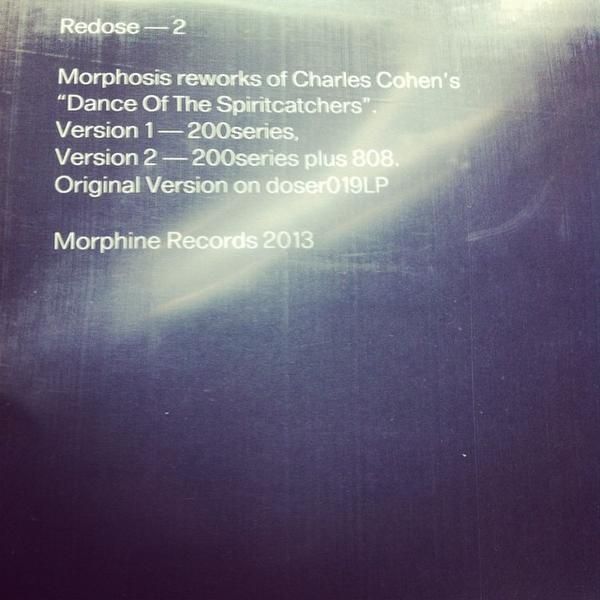 Redose — 2
Morphosis reworks of Charles Cohen's
"Dance Of The Spiritcatchers".
Version 1 — 200series,
Version 2 — 200series plus 808.
Original Version on doser019LP
Morphine Records 2013